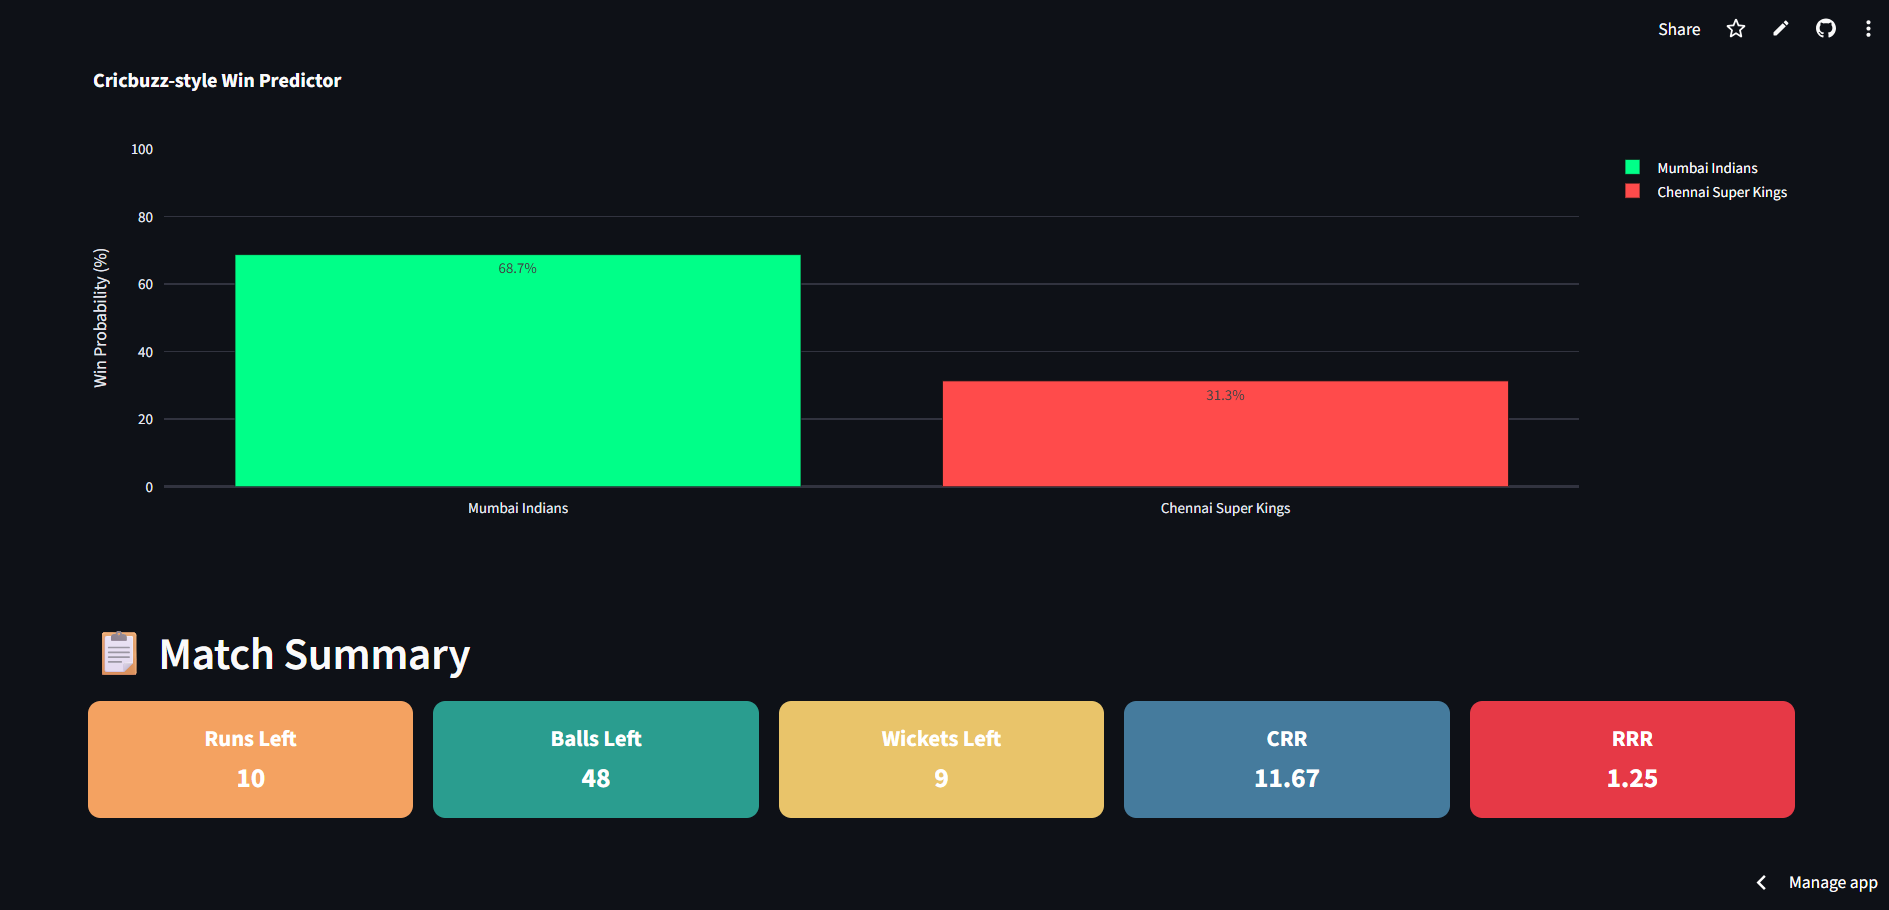 Share
Cricbuzz-style Win Predictor
Win Probability (%)
100
80
60
40
20
0
68.7%
31.3%
Mumbai Indians
Chennai Super Kings
Mumbai Indians
Chennai Super Kings
Match Summary
Runs Left
10
Balls Left
48
Wickets Left
9
CRR
11.67
RRR
1.25
Manage app